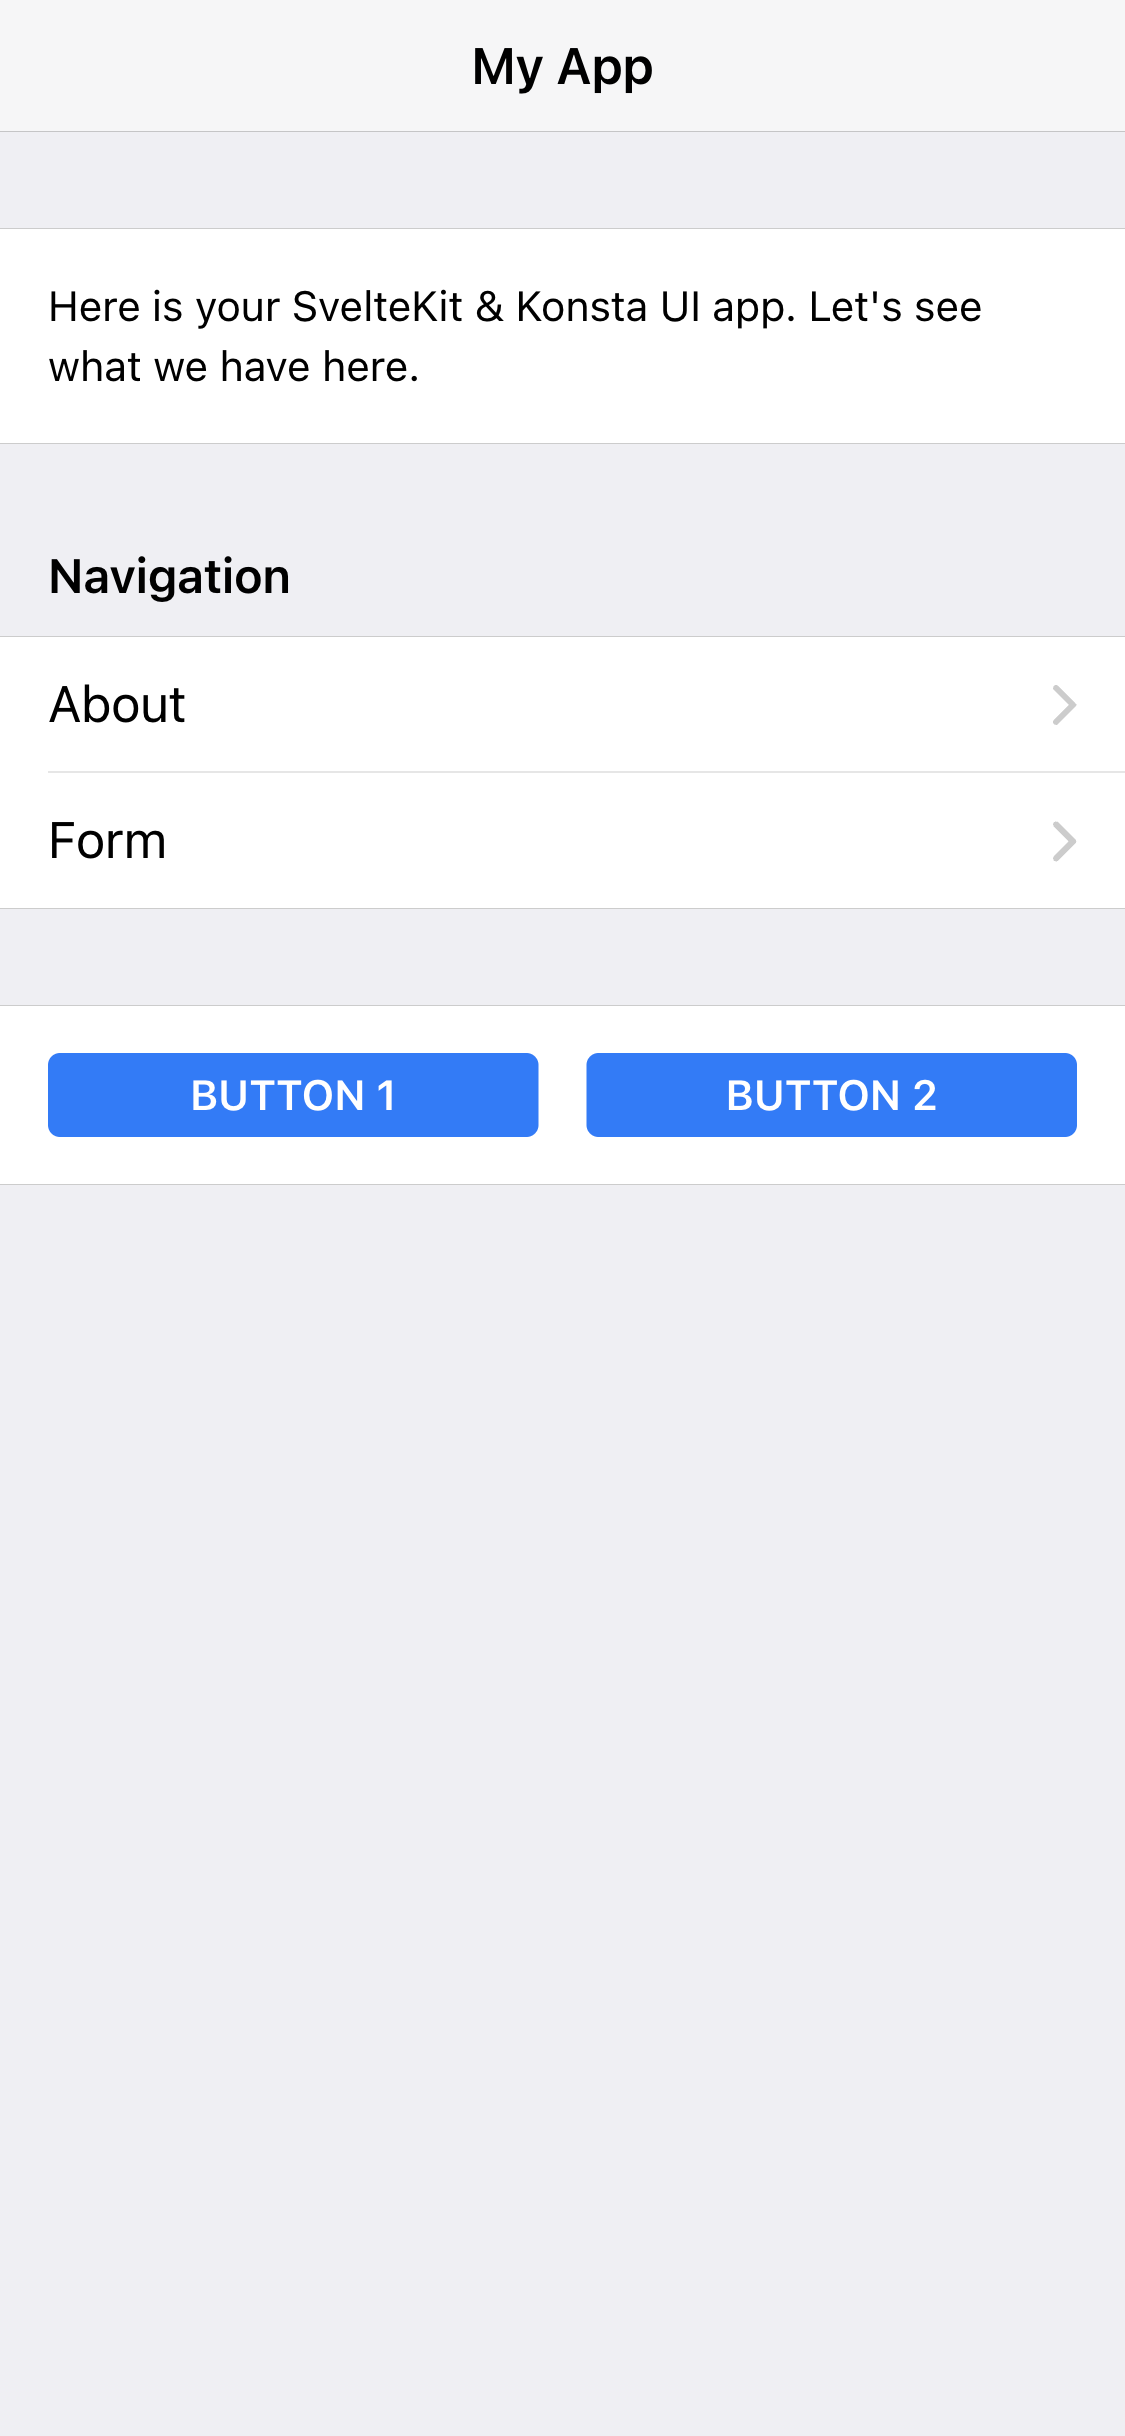 My App
Here is your SvelteKit & Konsta UI app. Let's see
what we have here.
Navigation
About
Form
BUTTON 1
BUTTON 2